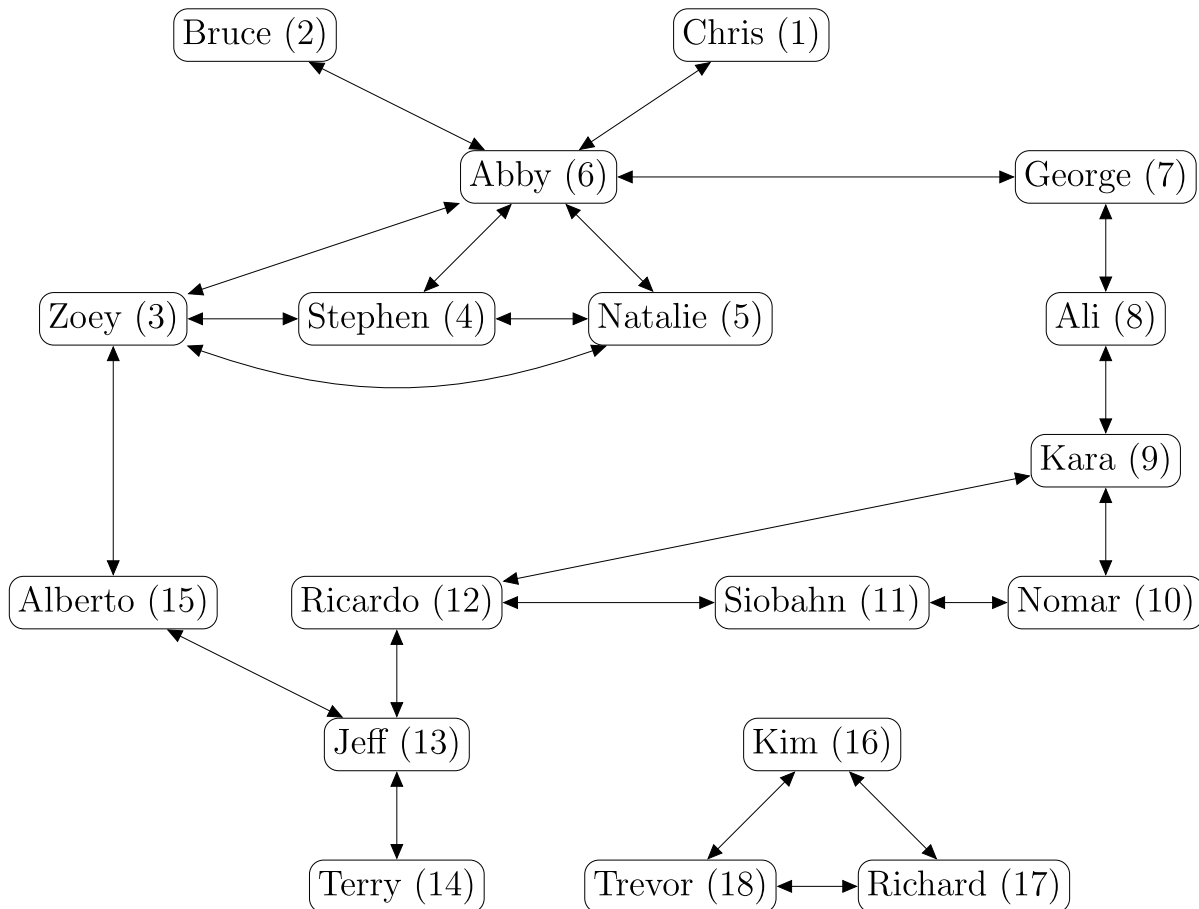 Bruce (2)
Chris (1)
Abby (6)
George (7)
Zoey (3)
Stephen (4)
Natalie (5)
Ali (8)
Kara (9)
Alberto (15)
Ricardo (12)
Siobahn (11)
Nomar (10)
Jeff (13)
Kim (16)
Terry (14)
Trevor (18)
Richard (17)